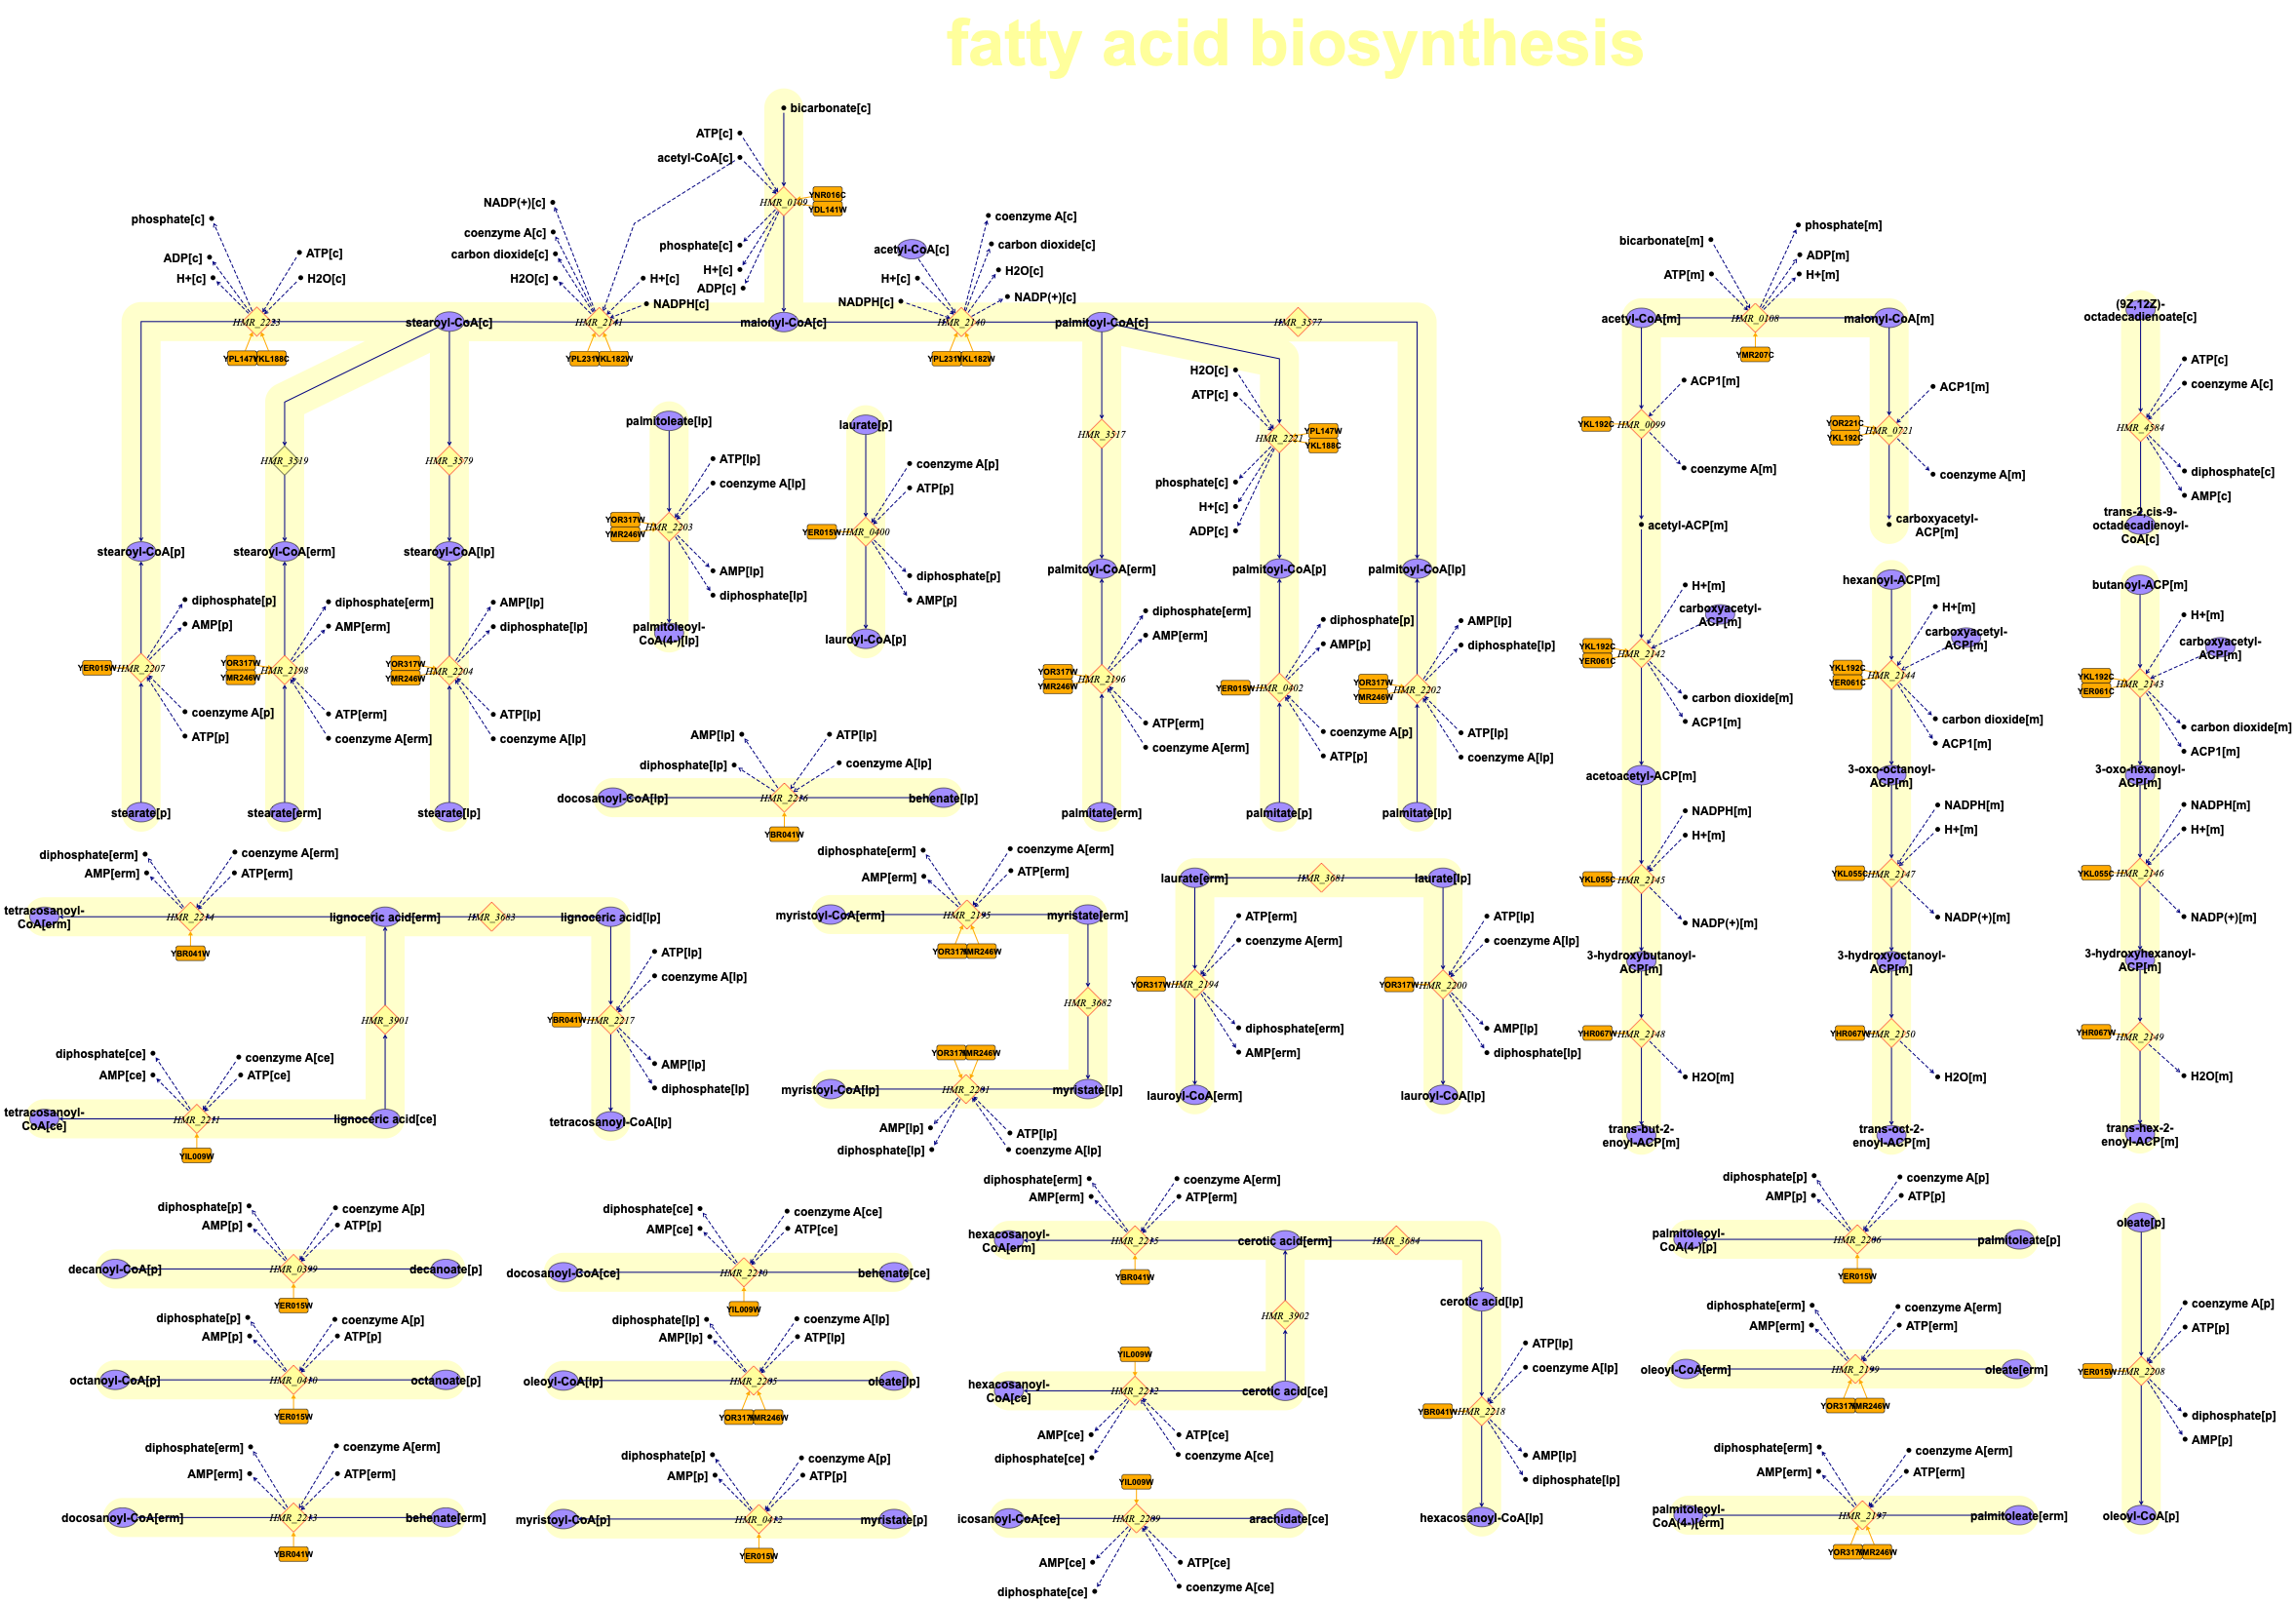 fatty acid biosynthesis
bicarbonate[c]
ATP[c]
acetyl-CoA[c]
HMR_0109
YNR016C
YDL141W
phosphate[c]
H+[c]
ADP[c]
phosphate[c]
ADP[c]
H+[c]
ATP[c]
H2O[c]
HMR_2223
YPL147W
YKL188C
stearoyl-CoA[c]
NADP(+)[c]
coenzyme A[c]
carbon dioxide[c]
H2O[c]
H+[c]
NADPH[c]
HMR_2141
YPL231W
YKL182W
malonyl-CoA[c]
acetyl-CoA[c]
H+[c]
NADPH[c]
coenzyme A[c]
carbon dioxide[c]
H2O[c]
NADP(+)[c]
HMR_2140
YPL231W
YKL182W
palmitoyl-CoA[c]
HMR_3577
bicarbonate[m]
ATP[m]
phosphate[m]
ADP[m]
H+[m]
acetyl-CoA[m]
HMR_0108
malonyl-CoA[m]
YMR207C
(9Z,12Z)-
octadecadienoate[c]
ATP[c]
coenzyme A[c]
HMR_4584
diphosphate[c]
AMP[c]
trans-2,cis-9-
octadecadienoyl-
CoA[c]
ACP1[m]
YKL192C
HMR_0099
coenzyme A[m]
acetyl-ACP[m]
ACP1[m]
YOR221C
YKL192C
HMR_0721
coenzyme A[m]
carboxyacetyl-
ACP[m]
HMR_3519
HMR_3579
stearoyl-CoA[p]
stearoyl-CoA[erm]
stearoyl-CoA[lp]
palmitoleate[lp]
ATP[lp]
coenzyme A[lp]
YOR317W
YMR246W
HMR_2203
AMP[lp]
diphosphate[lp]
palmitoleoyl-
CoA(4-)[lp]
laurate[p]
coenzyme A[p]
ATP[p]
YER015W
HMR_0400
diphosphate[p]
AMP[p]
lauroyl-CoA[p]
HMR_3517
H2O[c]
ATP[c]
HMR_2221
YPL147W
YKL188C
phosphate[c]
H+[c]
ADP[c]
palmitoyl-CoA[erm]
palmitoyl-CoA[p]
palmitoyl-CoA[lp]
diphosphate[p]
AMP[p]
YER015W
HMR_2207
coenzyme A[p]
ATP[p]
stearate[p]
diphosphate[erm]
AMP[erm]
YOR317W
YMR246W
HMR_2198
ATP[erm]
coenzyme A[erm]
stearate[erm]
AMP[lp]
diphosphate[lp]
YOR317W
YMR246W
HMR_2204
ATP[lp]
coenzyme A[lp]
stearate[lp]
diphosphate[erm]
AMP[erm]
YOR317W
YMR246W
HMR_2196
ATP[erm]
coenzyme A[erm]
palmitate[erm]
diphosphate[p]
AMP[p]
YER015W
HMR_0402
coenzyme A[p]
ATP[p]
palmitate[p]
AMP[lp]
diphosphate[lp]
YOR317W
YMR246W
HMR_2202
ATP[lp]
coenzyme A[lp]
palmitate[lp]
AMP[lp]
diphosphate[lp]
ATP[lp]
coenzyme A[lp]
docosanoyl-CoA[lp]
HMR_2216
behenate[lp]
YBR041W
H+[m]
carboxyacetyl-
ACP[m]
YKL192C
YER061C
HMR_2142
carbon dioxide[m]
ACP1[m]
acetoacetyl-ACP[m]
NADPH[m]
H+[m]
YKL055C
HMR_2145
NADP(+)[m]
3-hydroxybutanoyl-
ACP[m]
YHR067W
HMR_2148
H2O[m]
trans-but-2-
enoyl-ACP[m]
hexanoyl-ACP[m]
H+[m]
carboxyacetyl-
ACP[m]
YKL192C
YER061C
HMR_2144
carbon dioxide[m]
ACP1[m]
3-oxo-octanoyl-
ACP[m]
NADPH[m]
H+[m]
YKL055C
HMR_2147
NADP(+)[m]
3-hydroxyoctanoyl-
ACP[m]
YHR067W
HMR_2150
H2O[m]
trans-oct-2-
enoyl-ACP[m]
butanoyl-ACP[m]
H+[m]
carboxyacetyl-
ACP[m]
YKL192C
YER061C
HMR_2143
carbon dioxide[m]
ACP1[m]
3-oxo-hexanoyl-
ACP[m]
NADPH[m]
H+[m]
YKL055C
HMR_2146
NADP(+)[m]
3-hydroxyhexanoyl-
ACP[m]
YHR067W
HMR_2149
H2O[m]
trans-hex-2-
enoyl-ACP[m]
diphosphate[erm]
AMP[erm]
coenzyme A[erm]
ATP[erm]
tetracosanoyl-
CoA[erm]
HMR_2214
YBR041W
lignoceric acid[erm]
HMR_3683
lignoceric acid[lp]
HMR_3901
ATP[lp]
coenzyme A[lp]
YBR041W
HMR_2217
AMP[lp]
diphosphate[lp]
tetracosanoyl-CoA[lp]
diphosphate[ce]
AMP[ce]
coenzyme A[ce]
ATP[ce]
tetracosanoyl-
CoA[ce]
HMR_2211
lignoceric acid[ce]
YIL009W
diphosphate[erm]
AMP[erm]
coenzyme A[erm]
ATP[erm]
myristoyl-CoA[erm]
HMR_2195
myristate[erm]
YOR317W
YMR246W
HMR_3682
YOR317W
YMR246W
myristoyl-CoA[lp]
HMR_2201
myristate[lp]
AMP[lp]
diphosphate[lp]
ATP[lp]
coenzyme A[lp]
laurate[erm]
HMR_3681
laurate[lp]
ATP[erm]
coenzyme A[erm]
YOR317W
HMR_2194
diphosphate[erm]
AMP[erm]
lauroyl-CoA[erm]
ATP[lp]
coenzyme A[lp]
YOR317W
HMR_2200
AMP[lp]
diphosphate[lp]
lauroyl-CoA[lp]
diphosphate[p]
AMP[p]
coenzyme A[p]
ATP[p]
decanoyl-CoA[p]
HMR_0399
decanoate[p]
YER015W
diphosphate[p]
AMP[p]
coenzyme A[p]
ATP[p]
octanoyl-CoA[p]
HMR_0410
octanoate[p]
YER015W
diphosphate[erm]
AMP[erm]
coenzyme A[erm]
ATP[erm]
docosanoyl-CoA[erm]
HMR_2213
behenate[erm]
YBR041W
diphosphate[ce]
AMP[ce]
coenzyme A[ce]
ATP[ce]
docosanoyl-CoA[ce]
HMR_2210
behenate[ce]
YIL009W
diphosphate[lp]
AMP[lp]
coenzyme A[lp]
ATP[lp]
oleoyl-CoA[lp]
HMR_2205
oleate[lp]
YOR317W
YMR246W
diphosphate[p]
AMP[p]
coenzyme A[p]
ATP[p]
myristoyl-CoA[p]
HMR_0412
myristate[p]
YER015W
diphosphate[erm]
AMP[erm]
coenzyme A[erm]
ATP[erm]
hexacosanoyl-
CoA[erm]
HMR_2215
cerotic acid[erm]
HMR_3684
YBR041W
HMR_3902
cerotic acid[lp]
YIL009W
hexacosanoyl-
CoA[ce]
HMR_2212
cerotic acid[ce]
AMP[ce]
diphosphate[ce]
ATP[ce]
coenzyme A[ce]
ATP[lp]
coenzyme A[lp]
YBR041W
HMR_2218
AMP[lp]
diphosphate[lp]
hexacosanoyl-CoA[lp]
YIL009W
icosanoyl-CoA[ce]
HMR_2209
arachidate[ce]
AMP[ce]
diphosphate[ce]
ATP[ce]
coenzyme A[ce]
diphosphate[p]
AMP[p]
coenzyme A[p]
ATP[p]
palmitoleoyl-
CoA(4-)[p]
HMR_2206
palmitoleate[p]
YER015W
diphosphate[erm]
AMP[erm]
coenzyme A[erm]
ATP[erm]
oleoyl-CoA[erm]
HMR_2199
oleate[erm]
YOR317W
YMR246W
diphosphate[erm]
AMP[erm]
coenzyme A[erm]
ATP[erm]
palmitoleoyl-
CoA(4-)[erm]
HMR_2197
palmitoleate[erm]
YOR317W
YMR246W
oleate[p]
coenzyme A[p]
ATP[p]
YER015W
HMR_2208
diphosphate[p]
AMP[p]
oleoyl-CoA[p]